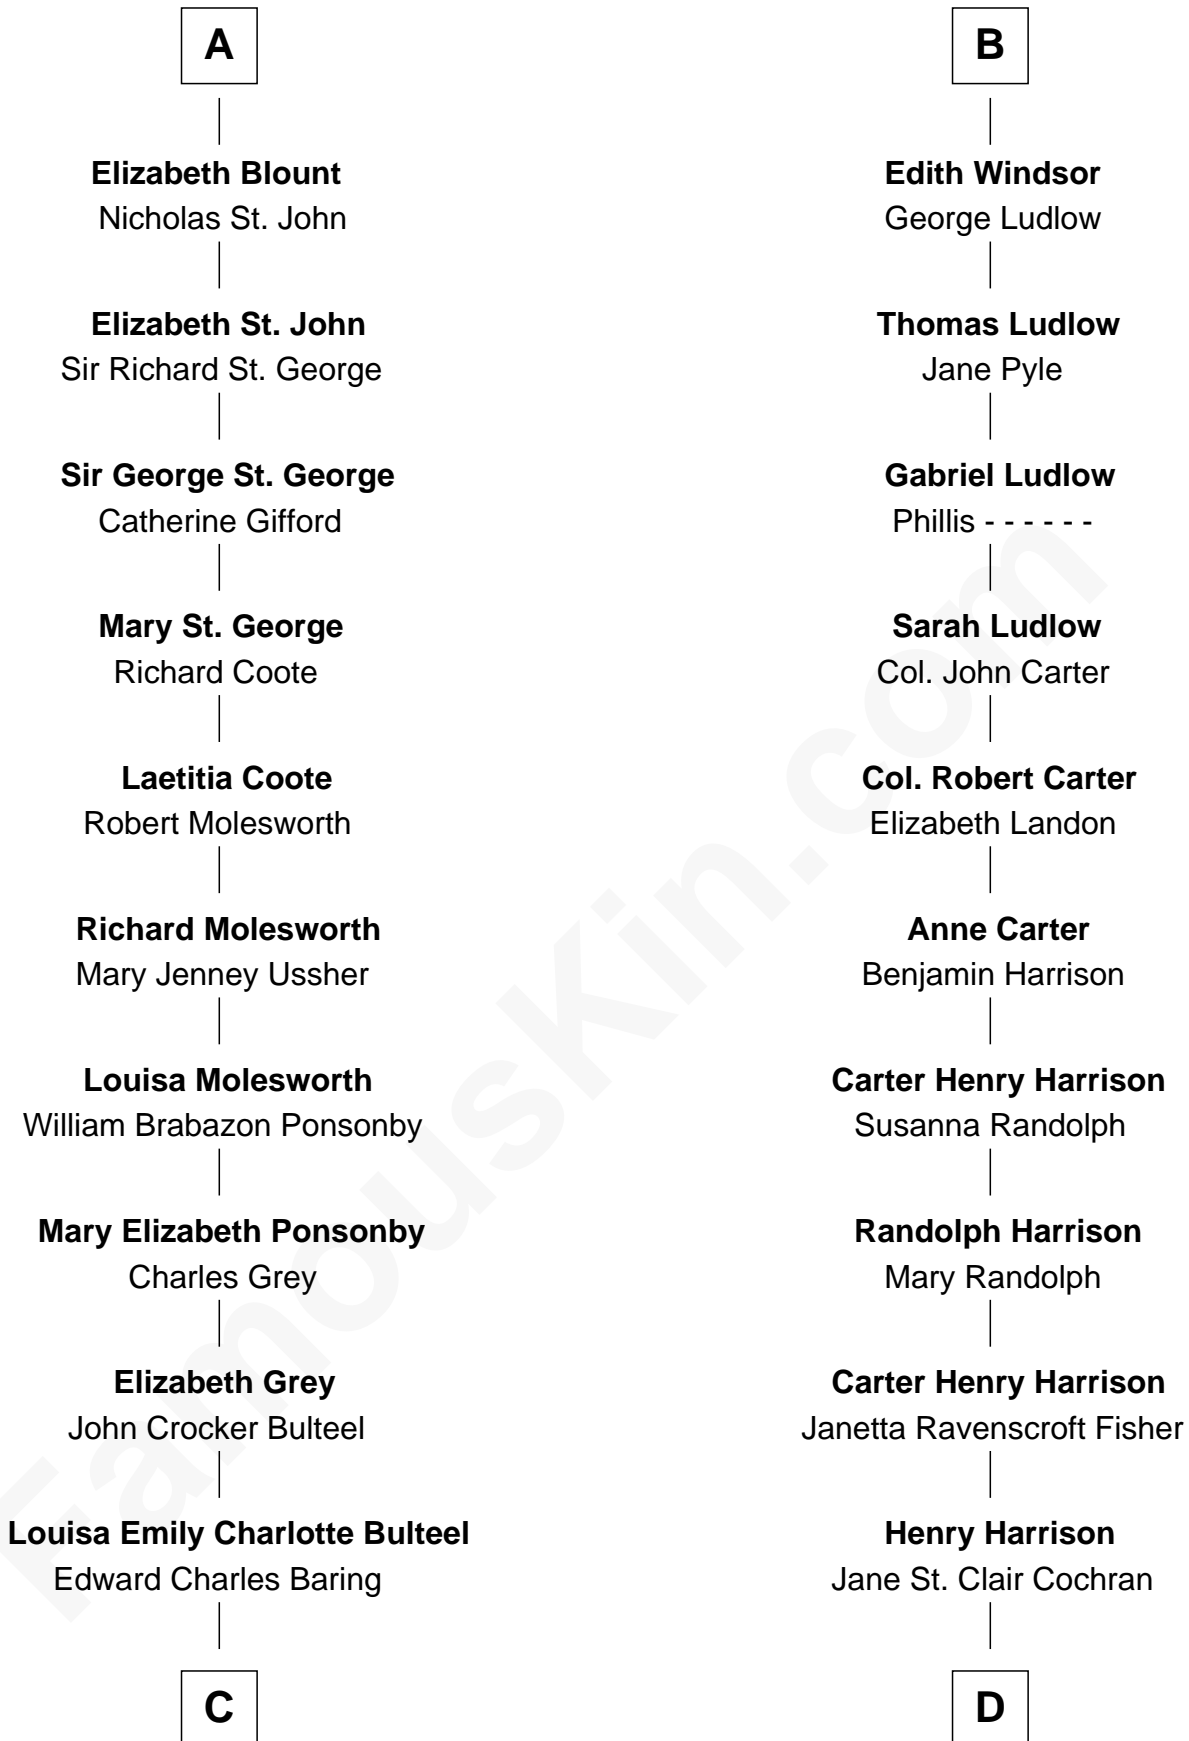 A
Elizabeth Blount
Nicholas St. John
Elizabeth St. John
Sir Richard St. George
Sir George St. George
Catherine Gifford
Mary St. George
Richard Coote
Laetitia Coote
Robert Molesworth
Richard Molesworth
Mary Jenney Ussher
Louisa Molesworth
William Brabazon Ponsonby
Mary Elizabeth Ponsonby
Charles Grey
Elizabeth Grey
John Crocker Bulteel
Louisa Emily Charlotte Bulteel
Edward Charles Baring
C
B
Edith Windsor
George Ludlow
Thomas Ludlow
Jane Pyle
Gabriel Ludlow
Phillis - - - - - -
Sarah Ludlow
Col. John Carter
Col. Robert Carter
Elizabeth Landon
Anne Carter
Benjamin Harrison
Carter Henry Harrison
Susanna Randolph
Randolph Harrison
Mary Randolph
Carter Henry Harrison
Janetta Ravenscroft Fisher
Henry Harrison
Jane St. Clair Cochran
D
FamousKin.com